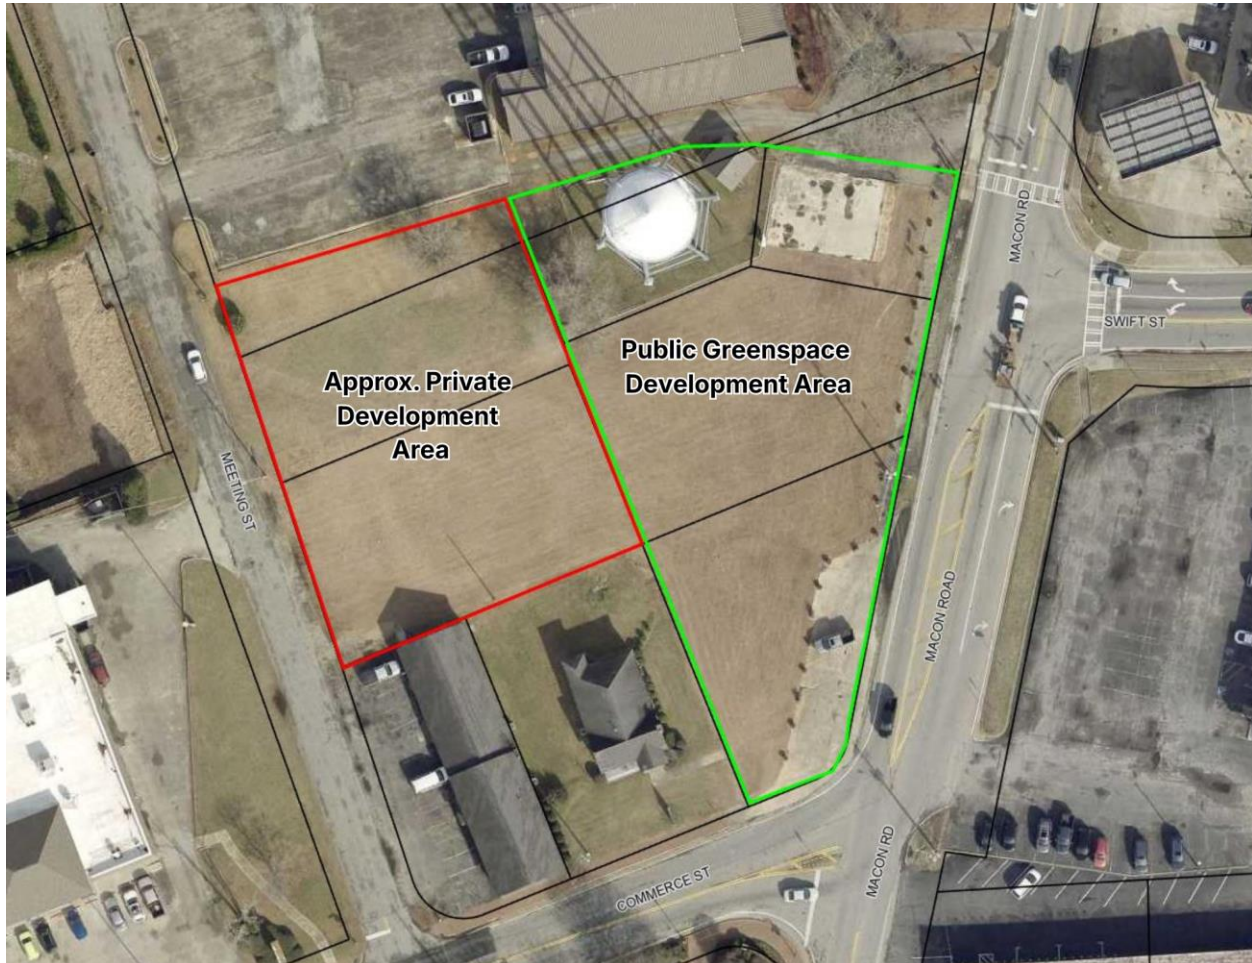 MACON RD
SWIFT ST
Public Greenspace
Development Area
Approx. Private
Development
Area
MEETING ST
MACON ROAD
COMMERCE ST
MACON RD